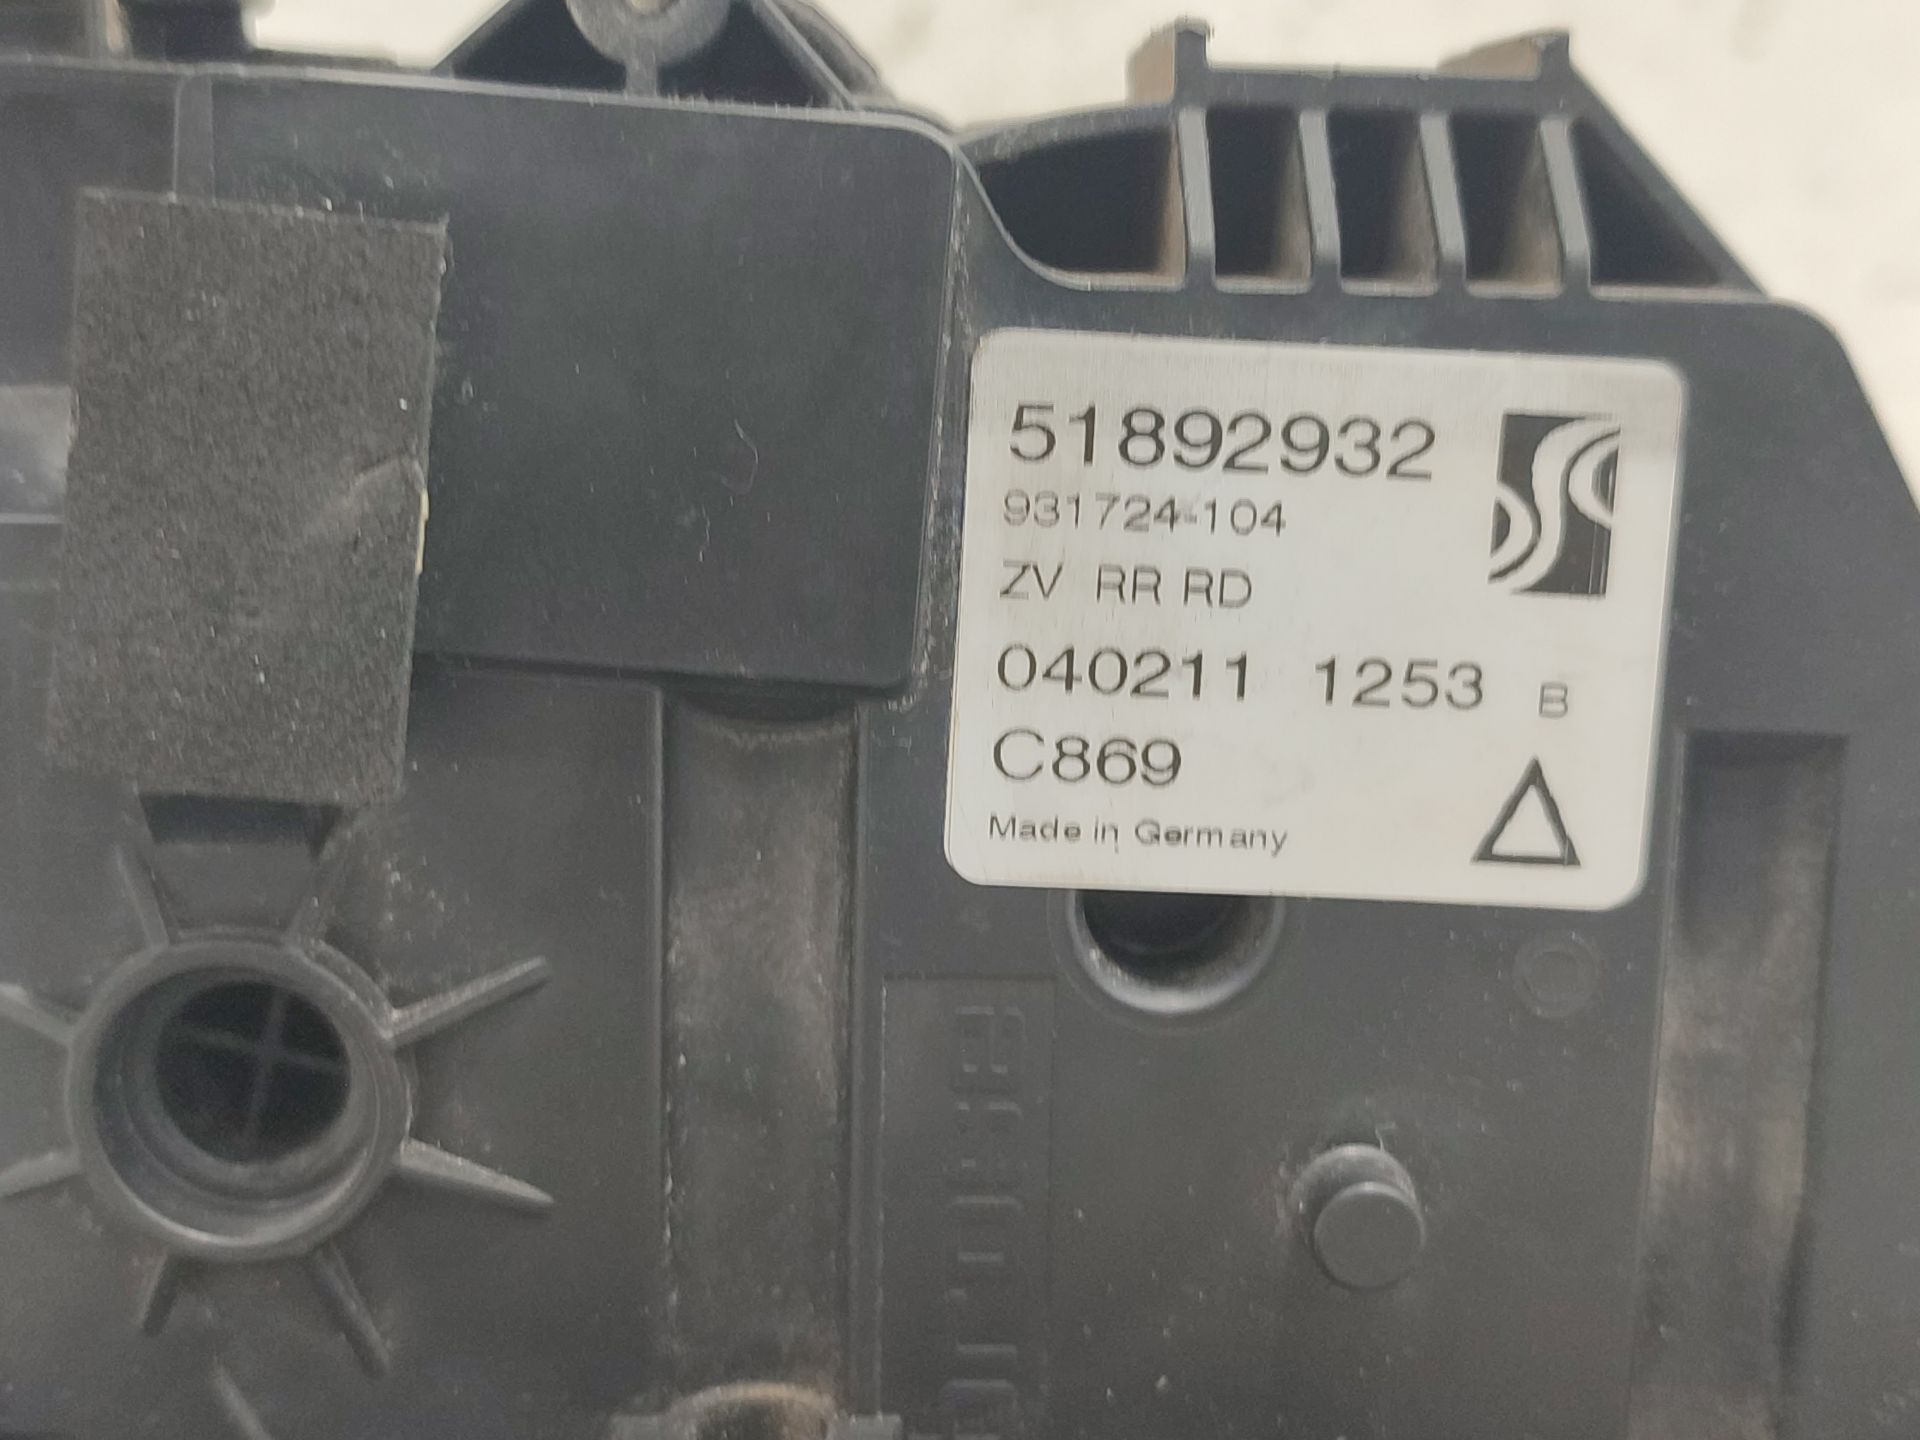 51892932
931724-104
ZV RR RD
040211 1253 B
C869
Made in Germany